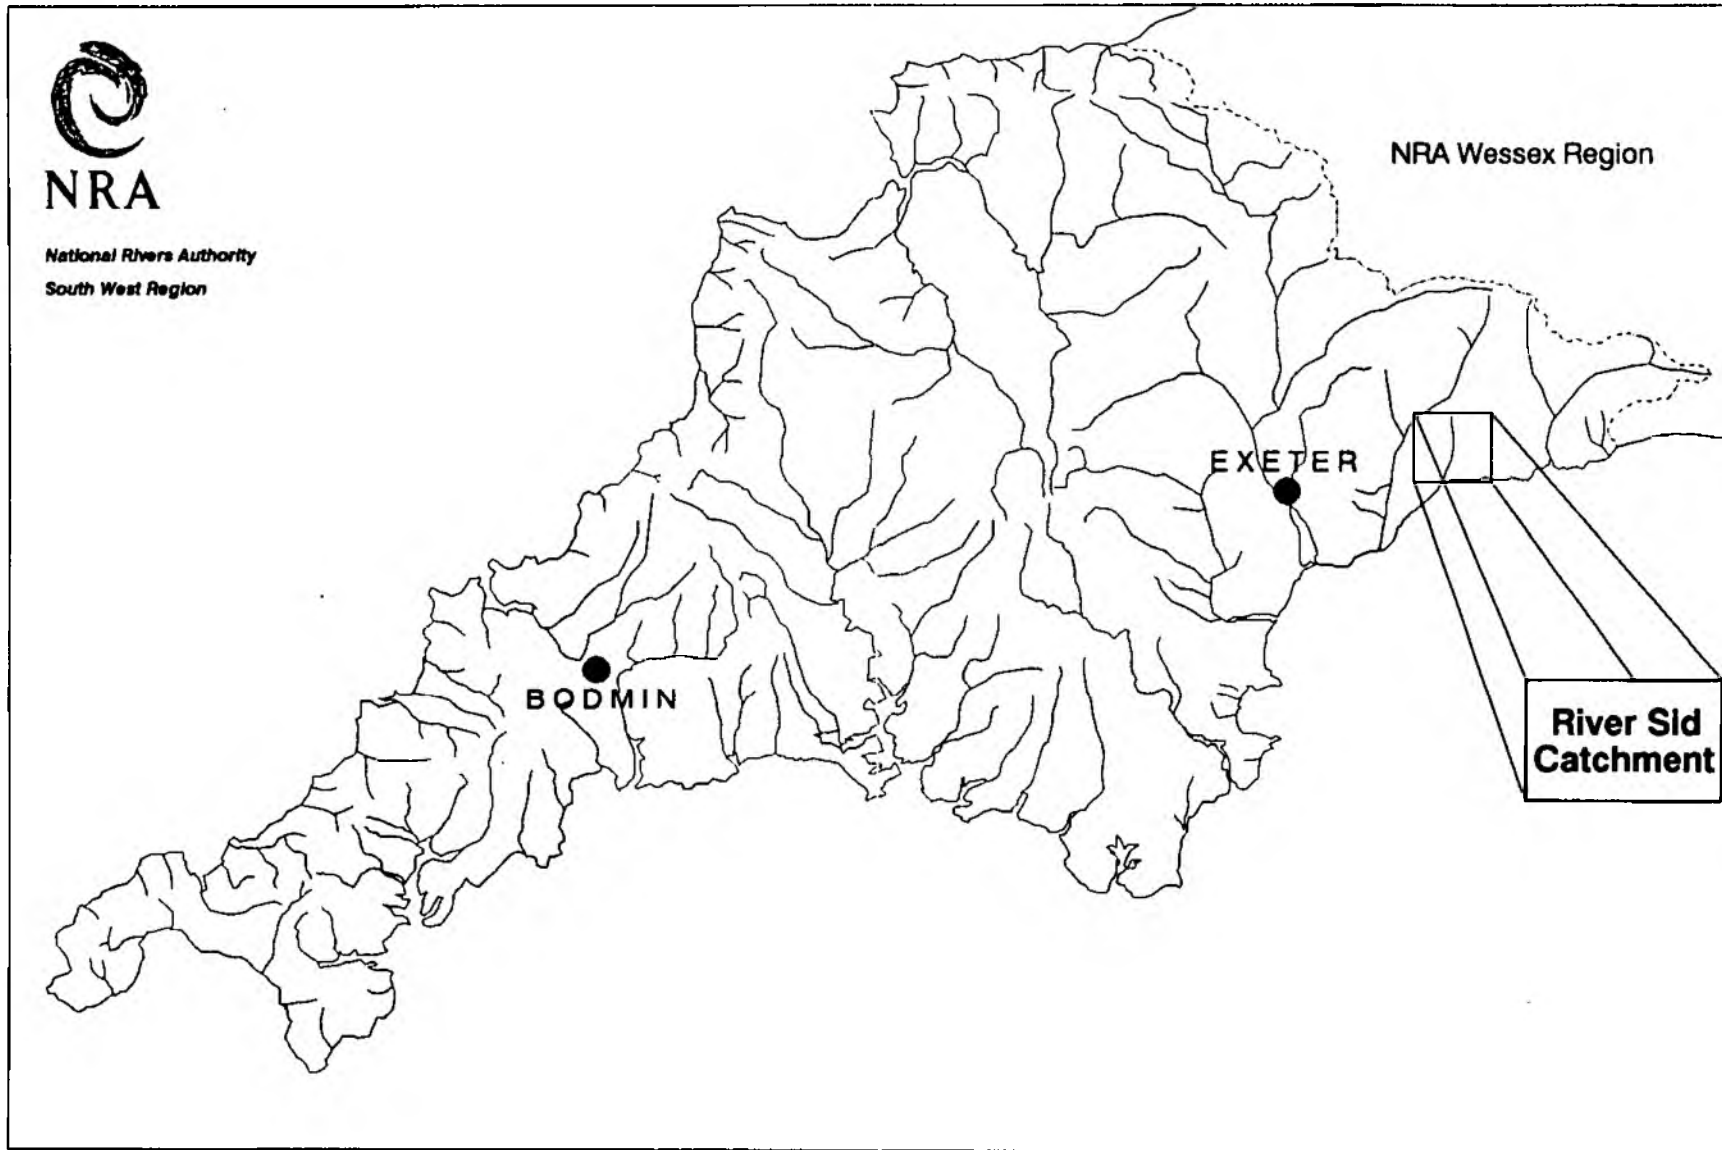 NRA
National Rivers Authority
South West Region
NRA Wessex Region
EXETER
BODMIN
River Sid
Catchment